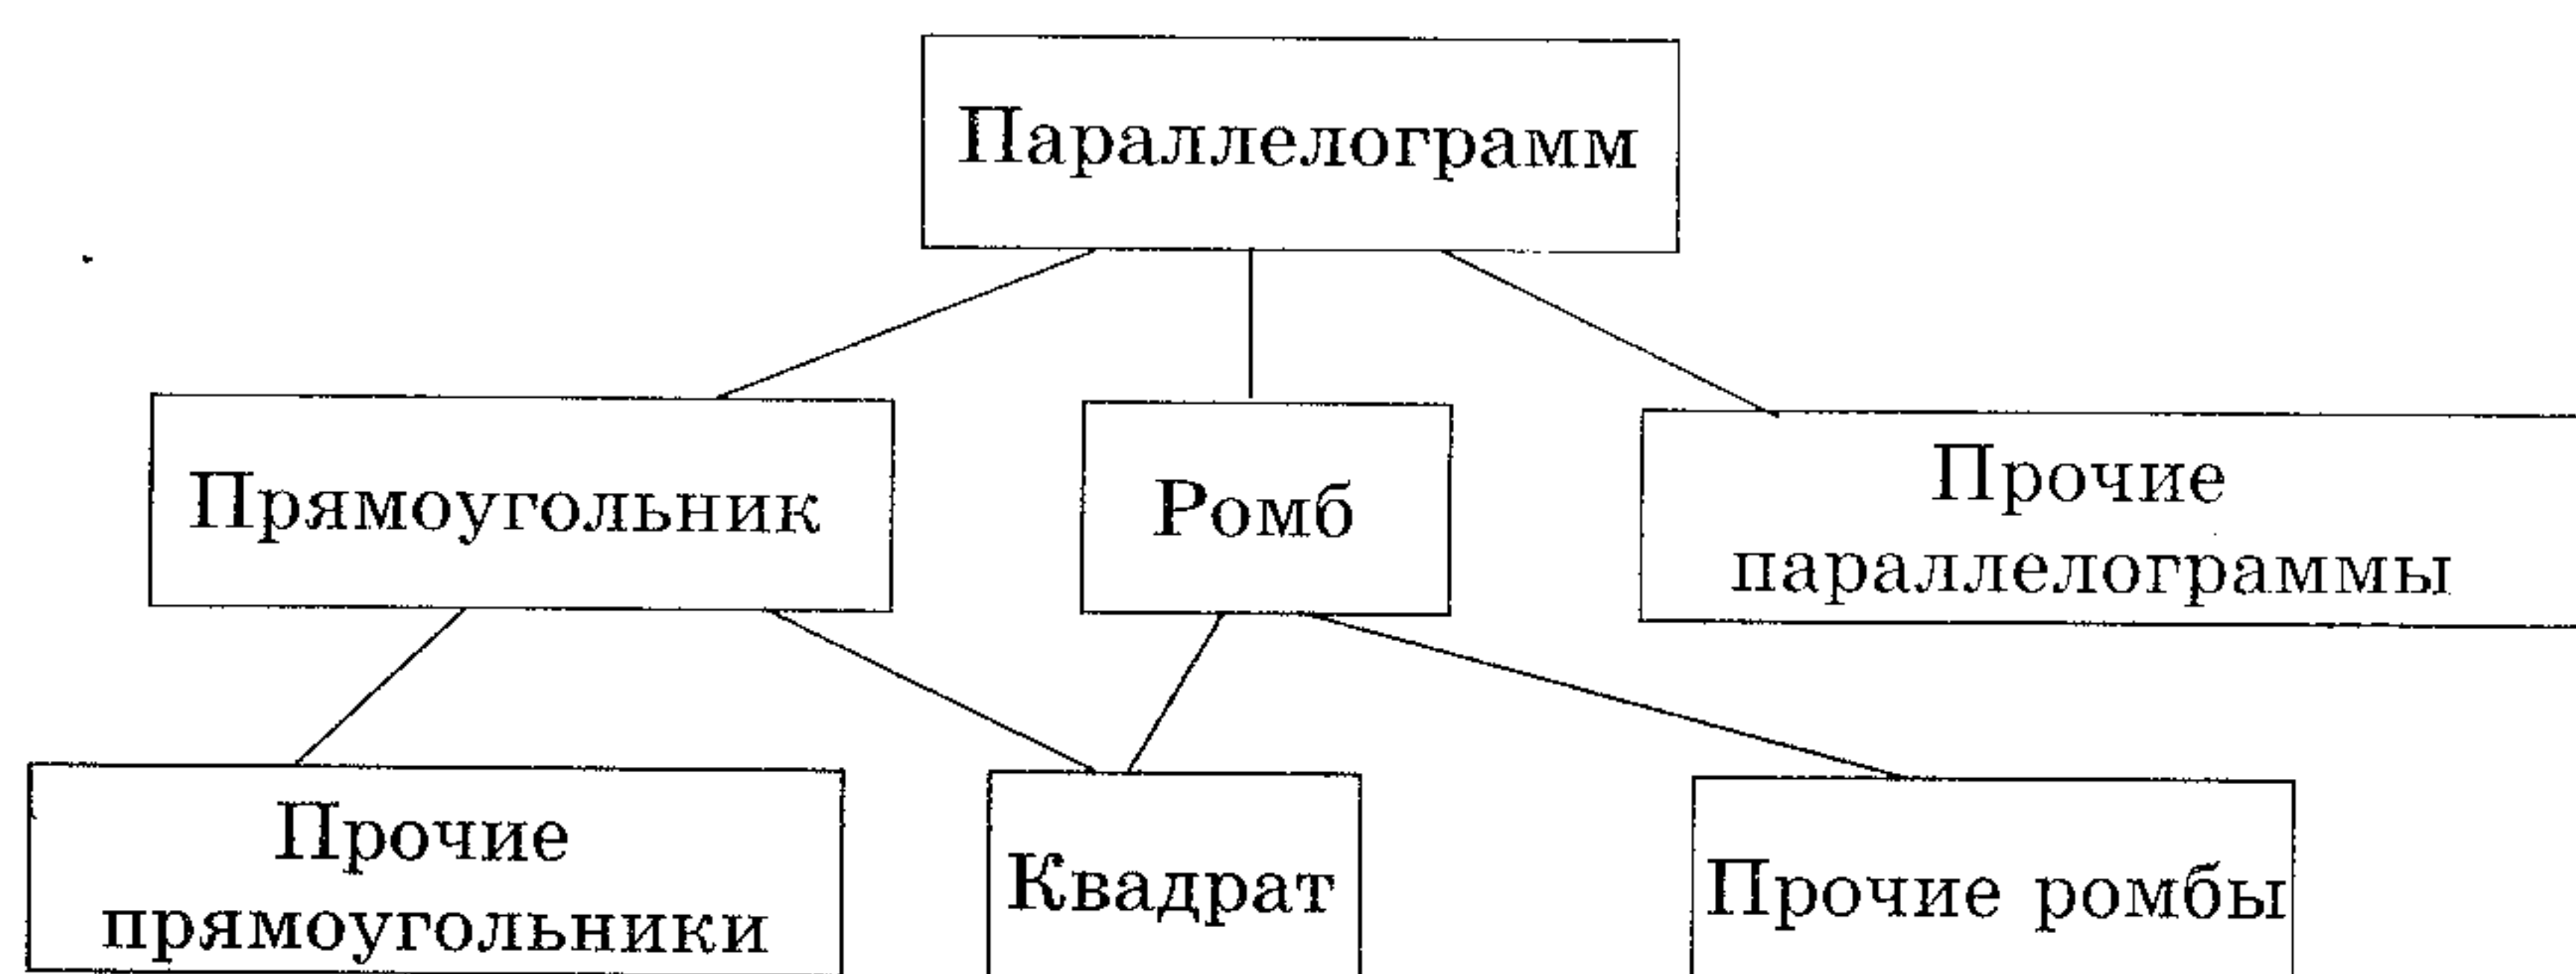 Параллелограмм
Прямоугольник
Ромб
Прочие
параллелограммы
Прочие
прямоугольники
Квадрат
Прочие ромбы